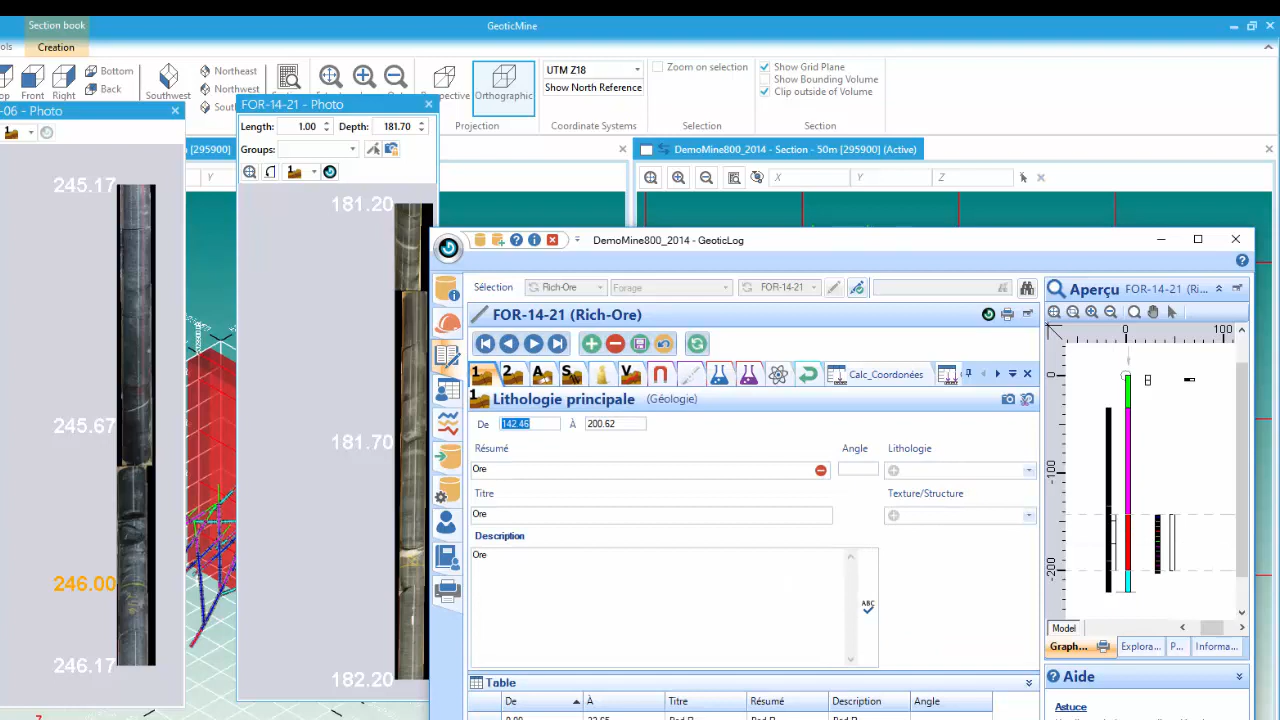 Section book
GeoticMine
Creation
Bottom
Front
Right
Back
Southwest
Northeast
Northwest
Orthographic
Projection
UTM Z18
Show North Reference
Coordinate Systems
Zoom on selection
Selection
Show Grid Plane
Show Bounding Volume
Clip outside of Volume
Section
-06 - Photo
FOR-14-21 - Photo
Length: 1.00 Depth: 181.70
Groups:
m [295900]
DemoMine800_2014 - Section - 50m [295900] (Active)
Y
X
Y
Z
245.17
245.67
246.00
246.17
181.20
181.70
182.20
DemoMine800_2014 - GeoticLog
Sélection
Rich-Ore
Forage
FOR-14-21
FOR-14-21 (Rich-Ore)
1 2 A S V
Calc_Coordonées
1 Lithologie principale (Géologie)
De 142.46 À 200.62
Résumé
Angle
Lithologie
Ore
Titre
Texture/Structure
Ore
Description
Ore
ABC
Table
De À Titre Résumé Description Angle
Aperçu FOR-14-21 (Ri...
0 100
0
-100
-200
Model
Graph... Explora... P... Informa...
Aide
Astuce